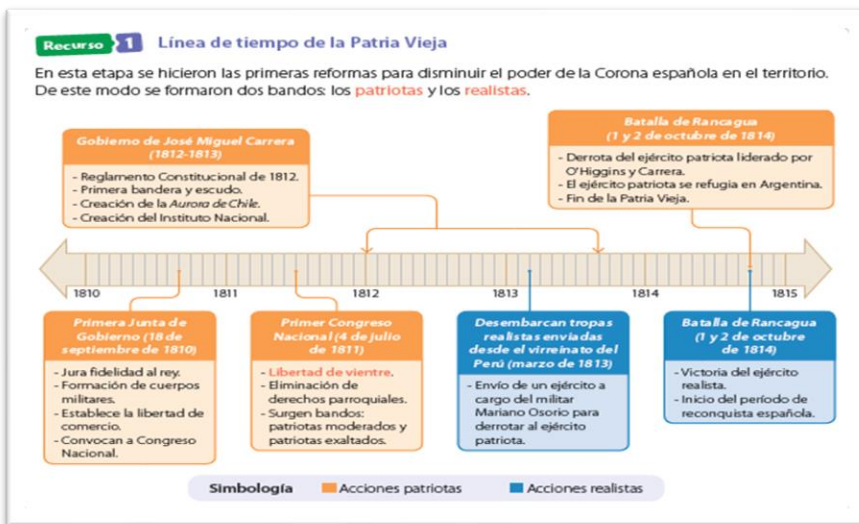 Recurso 1 Línea de tiempo de la Patria Vieja
En esta etapa se hicieron las primeras reformas para disminuir el poder de la Corona española en el territorio.
De este modo se formaron dos bandos: los patriotas y los realistas.
Gobierno de José Miguel Carrera
(1812-1813)
- Reglamento Constitucional de 1812.
- Primera bandera y escudo.
- Creación de la Aurora de Chile.
- Creación del Instituto Nacional.
Batalla de Rancagua
(1 y 2 de octubre de 1814)
- Derrota del ejército patriota liderado por
O'Higgins y Carrera.
- El ejército patriota se refugia en Argentina.
- Fin de la Patria Vieja.
1810 1811 1812 1813 1814 1815
Primera Junta de
Gobierno (18 de
septiembre de 1810)
- Jura fidelidad al rey.
- Formación de cuerpos
militares.
- Establece la libertad de
comercio.
- Convocan a Congreso
Nacional.
Primer Congreso
Nacional (4 de julio
de 1811)
- Libertad de vientre.
- Eliminación de
derechos parroquiales.
- Surgen bandos:
patriotas moderados y
patriotas exaltados.
Desembarcan tropas
realistas enviadas
desde el virreinato del
Perú (marzo de 1813)
- Envío de un ejército a
cargo del militar
Mariano Osorio para
derrotar al ejército
patriota.
Batalla de Rancagua
(1 y 2 de octubre
de 1814)
- Victoria del ejército
realista.
- Inicio del período de
reconquista española.
Simbología Acciones patriotas Acciones realistas